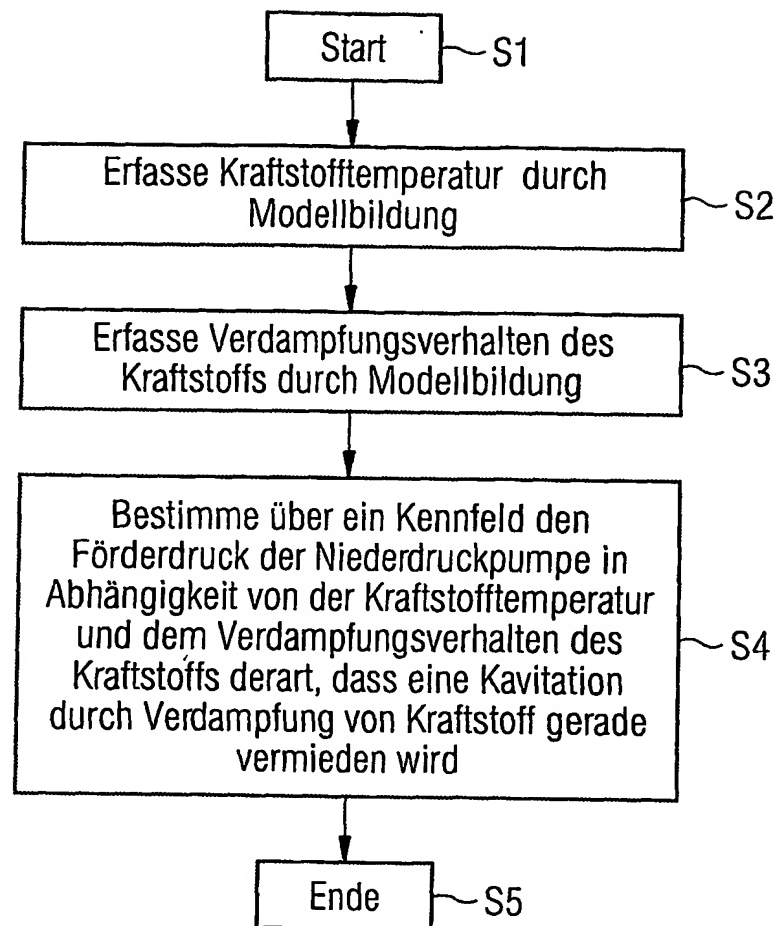 Start
S1
Erfasse Kraftstofftemperatur durch
Modellbildung
S2
Erfasse Verdampfungsverhalten des
Kraftstoffs durch Modellbildung
S3
Bestimme über ein Kennfeld den
Förderdruck der Niederdruckpumpe in
Abhängigkeit von der Kraftstofftemperatur
und dem Verdampfungsverhalten des
Kraftstoffs derart, dass eine Kavitation
durch Verdampfung von Kraftstoff gerade
vermieden wird
S4
Ende
S5